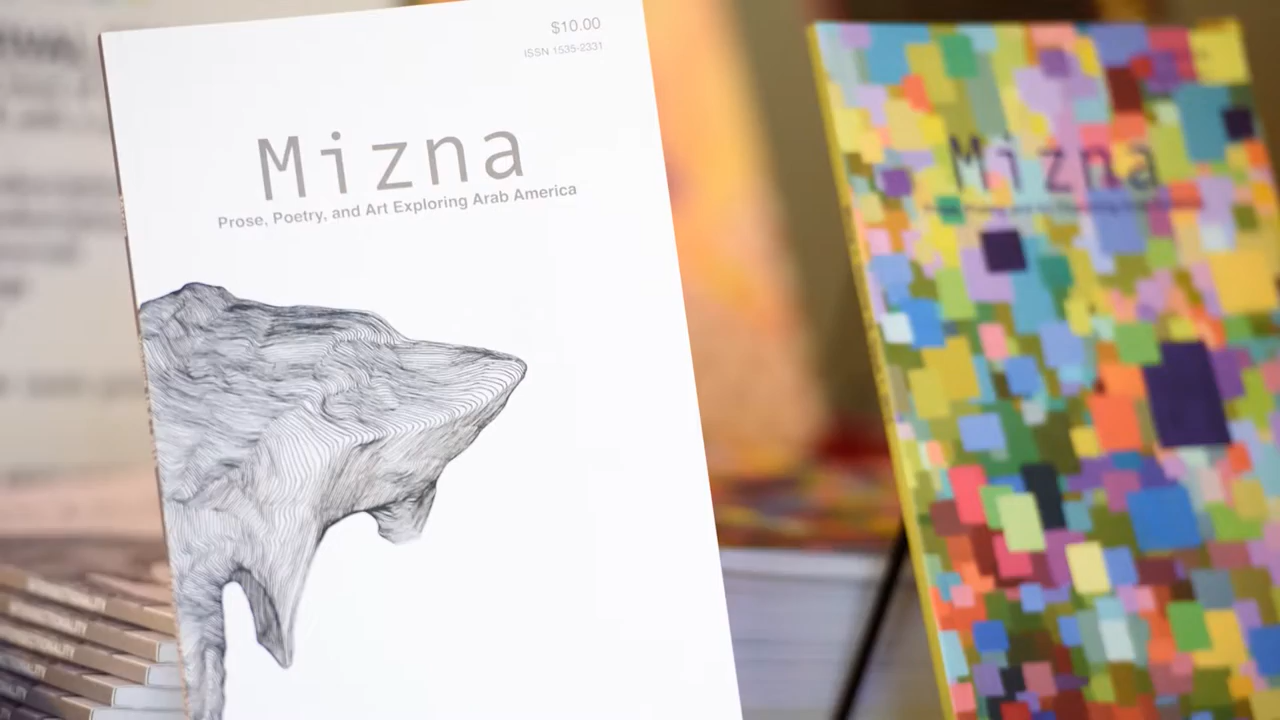 $10.00
ISSN 1535-2331
Mizna
Prose, Poetry, and Art Exploring Arab America
Mizna